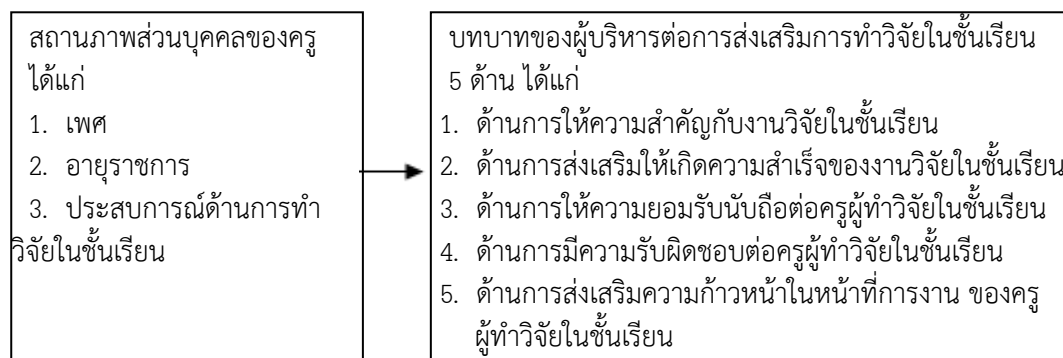 สถานภาพส่วนบุคคลของครู
ได้แก่
1. เพศ
2. อายุราชการ
3. ประสบการณ์ด้านการทำ
วิจัยในชั้นเรียน
บทบาทของผู้บริหารต่อการส่งเสริมการทำวิจัยในชั้นเรียน
5 ด้าน ได้แก่
1. ด้านการให้ความสำคัญกับงานวิจัยในชั้นเรียน
2. ด้านการส่งเสริมให้เกิดความสำเร็จของงานวิจัยในชั้นเรียน
3. ด้านการให้ความยอมรับนับถือต่อครูผู้ทำวิจัยในชั้นเรียน
4. ด้านการมีความรับผิดชอบต่อครูผู้ทำวิจัยในชั้นเรียน
5. ด้านการส่งเสริมความก้าวหน้าในหน้าที่การงาน ของครู
ผู้ทำวิจัยในชั้นเรียน